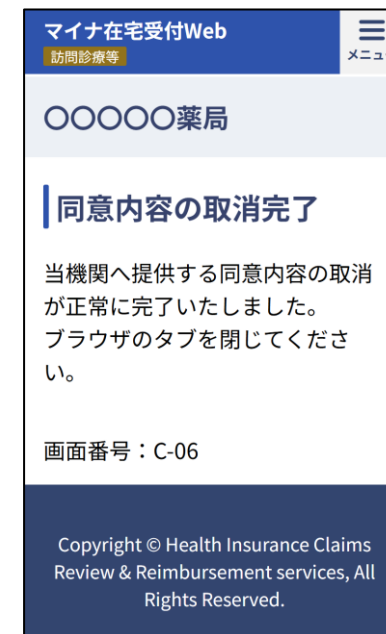 マイナ在宅受付Web
訪問診療等
メニュー
〇〇〇〇〇薬局
同意内容の取消完了
当機関へ提供する同意内容の取消
が正常に完了いたしました。
ブラウザのタブを閉じてくださ
い。
画面番号：C-06
Copyright © Health Insurance Claims
Review & Reimbursement services, All
Rights Reserved.